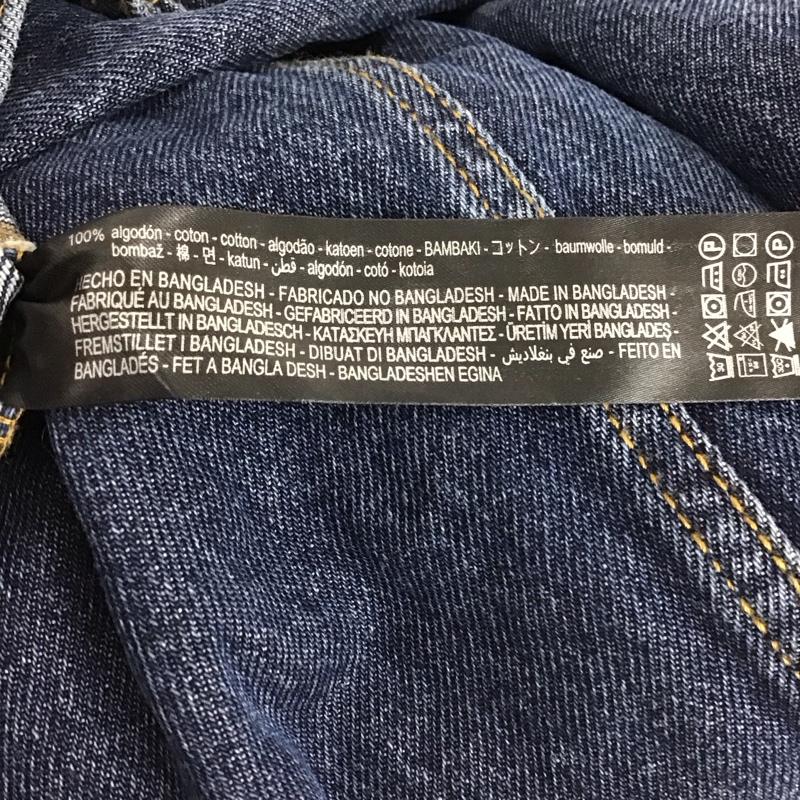 100% algodón - coton - cotton - algodão - katoen - cotone - BAMBAKI - コットン - baumwolle - bomuld -
bombaž - 棉 - 면 - katun - قطن - algodón - cotó - kotoia
HECHO EN BANGLADESH - FABRICADO NO BANGLADESH - MADE IN BANGLADESH -
FABRIQUÉ AU BANGLADESH - GEFABRICEERD IN BANGLADESH - FATTO IN BANGLADESH -
HERGESTELLT IN BANGLADESCH - ΚΑΤΑΣΚΕΥΗ ΜΠΑΓΚΛΑΝΤΕΣ - ÜRETİM YERİ BANGLADEŞ -
FREMSTILLET I BANGLADESH - DIBUAT DI BANGLADESH - صنع في بنغلاديش - FEITO EN
BANGLADÉS - FET A BANGLA DESH - BANGLADESHEN EGINA
P P
30